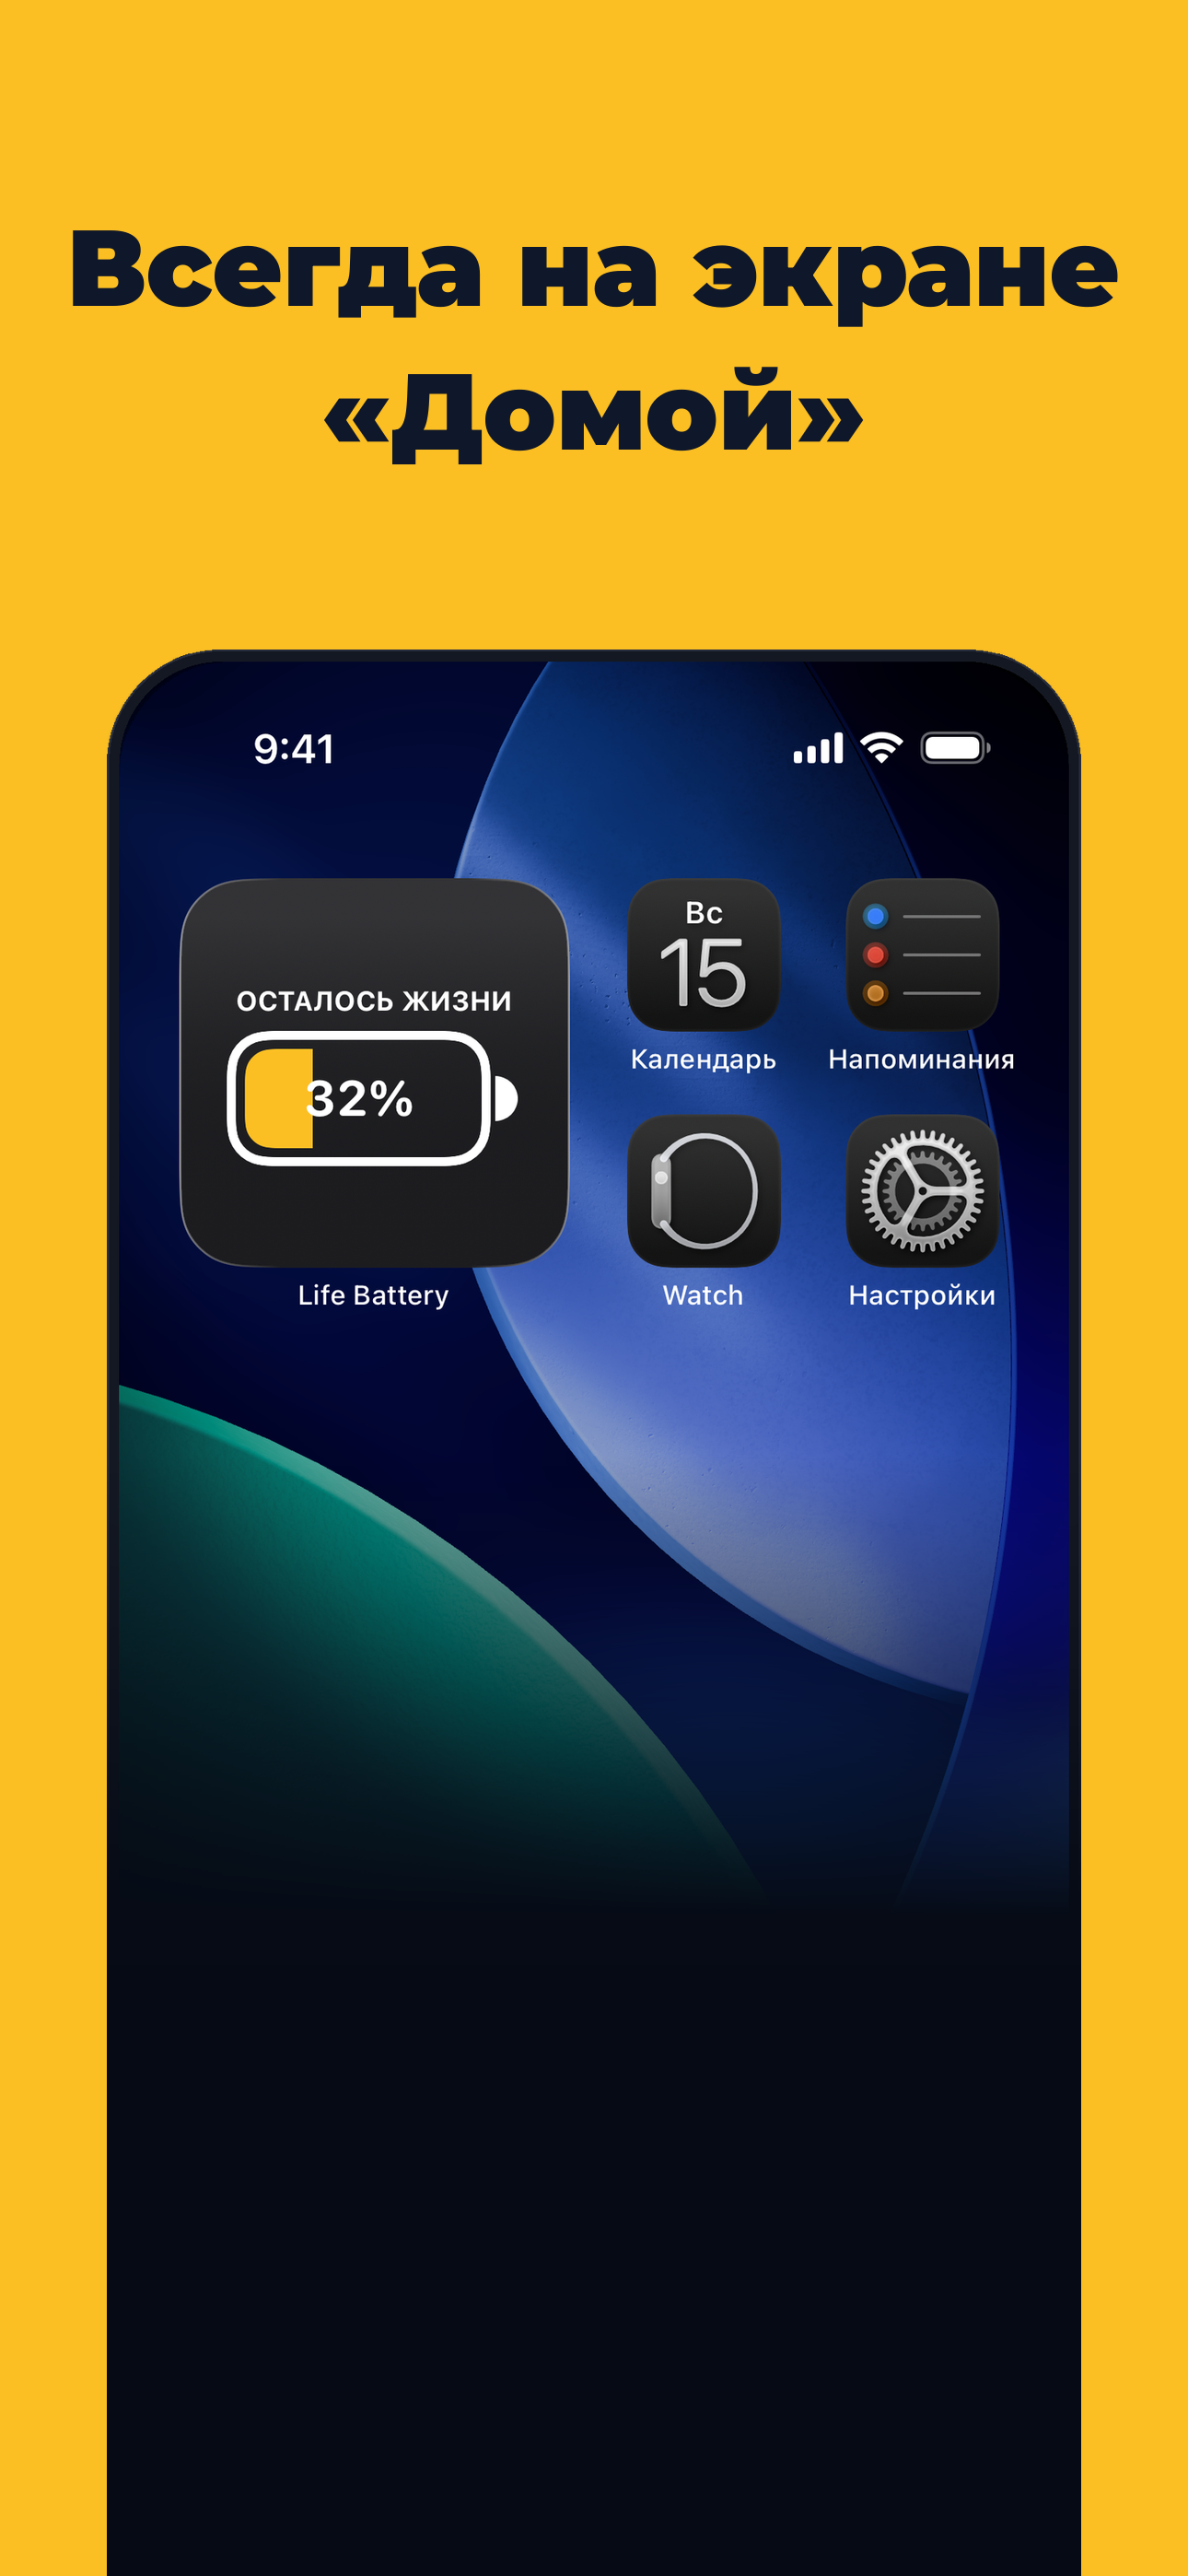 Всегда на экране
«Домой»
9:41
ОСТАЛОСЬ ЖИЗНИ
32%
Life Battery
Вс
15
Календарь
Напоминания
Watch
Настройки